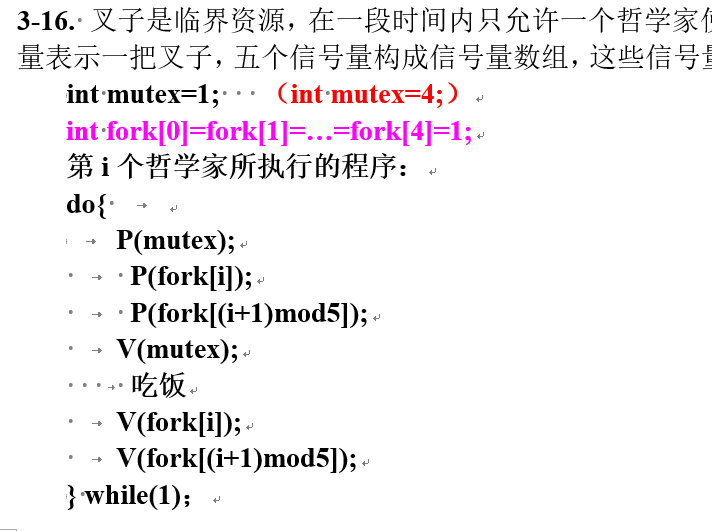 3-16. 叉子是临界资源，在一段时间内只允许一个哲学家
量表示一把叉子，五个信号量构成信号量数组，这些信号
int mutex=1; （int mutex=4;）
int fork[0]=fork[1]=…=fork[4]=1;
第 i 个哲学家所执行的程序：
do{
P(mutex);
P(fork[i]);
P(fork[(i+1)mod5]);
V(mutex);
吃饭
V(fork[i]);
V(fork[(i+1)mod5]);
} while(1)；